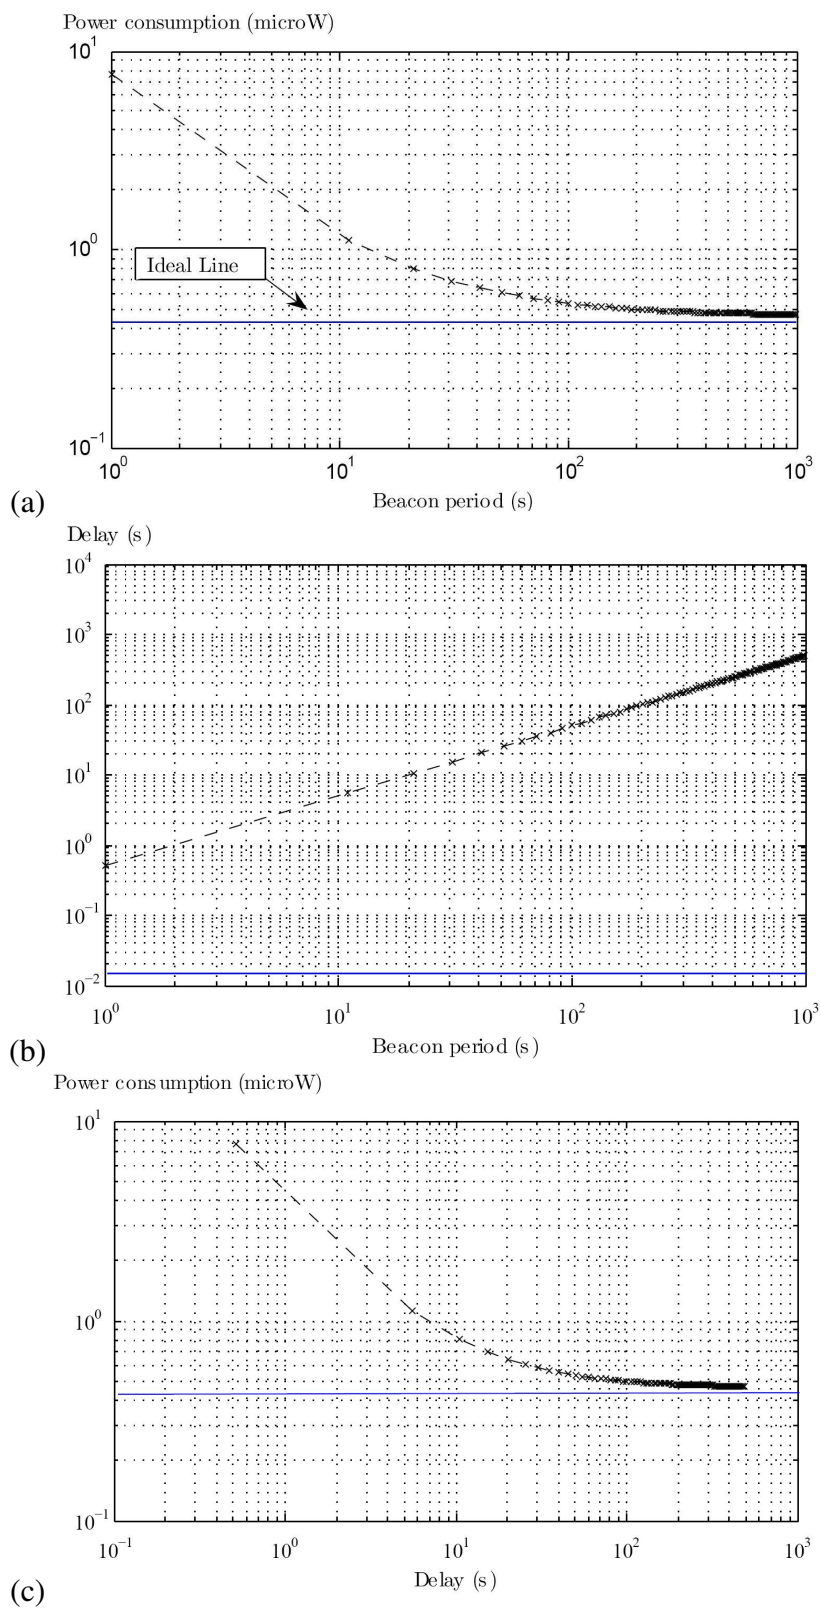 Power consumption (microW)
10^1
10^0
10^-1
Ideal Line
10^0 10^1 10^2 10^3
Beacon period (s)
(a)
Delay (s)
10^4
10^3
10^2
10^1
10^0
10^-1
10^-2
10^0 10^1 10^2 10^3
Beacon period (s)
(b)
Power consumption (microW)
10^1
10^0
10^-1
10^-1 10^0 10^1 10^2 10^3
Delay (s)
(c)